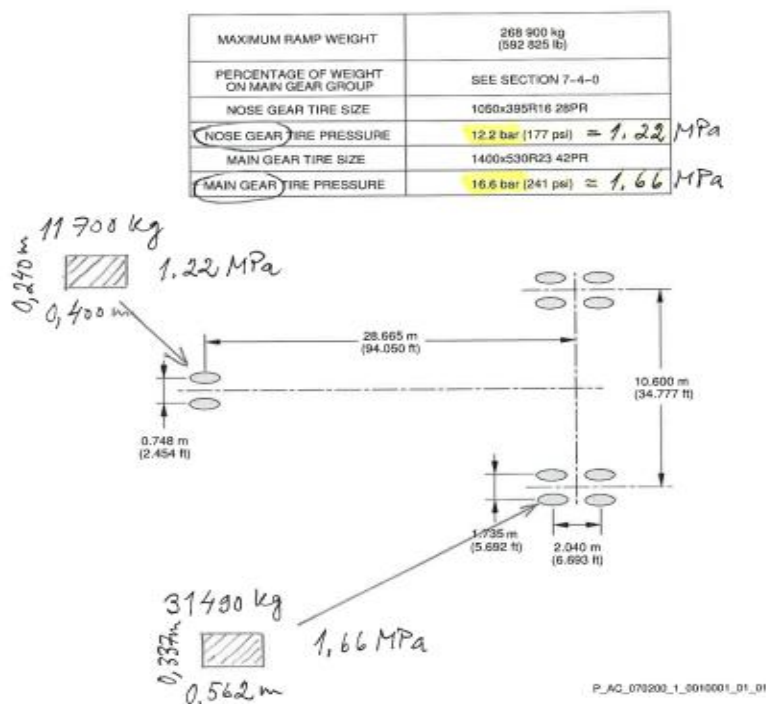 MAXIMUM RAMP WEIGHT 268 900 kg
(592 825 lb)
PERCENTAGE OF WEIGHT
ON MAIN GEAR GROUP SEE SECTION 7-4-0
NOSE GEAR TIRE SIZE 1050x395R16 28PR
NOSE GEAR TIRE PRESSURE 12.2 bar (177 psi) = 1.22 MPa
MAIN GEAR TIRE SIZE 1400x530R23 42PR
MAIN GEAR TIRE PRESSURE 16.6 bar (241 psi) = 1.66 MPa
11 700 kg
0,240 m
1.22 MPa
0,400 m
28.665 m
(94.050 ft)
10.600 m
(34.777 ft)
0.748 m
(2.454 ft)
1.735 m
(5.692 ft)
2.040 m
(6.693 ft)
31490 kg
0,337m
1,66 MPa
0,562 m
P_AC_070200_1_0010001_01_01